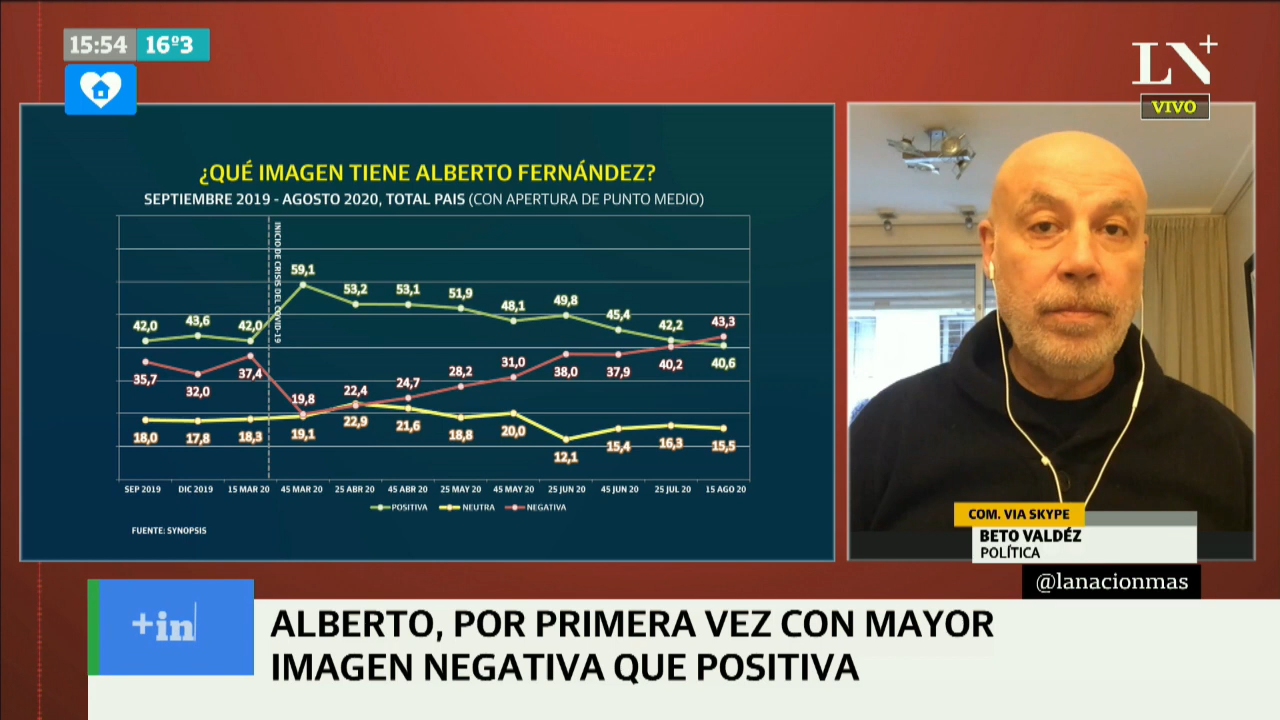 15:54 16º3
LN+
VIVO
¿QUÉ IMAGEN TIENE ALBERTO FERNÁNDEZ?
SEPTIEMBRE 2019 - AGOSTO 2020, TOTAL PAIS (CON APERTURA DE PUNTO MEDIO)
INICIO DE CRISIS DEL COVID-19
42,0 43,6 42,0 59,1 53,2 53,1 51,9 48,1 49,8 45,4 42,2 43,3
35,7 32,0 37,4 19,8 22,4 24,7 28,2 31,0 38,0 37,9 40,2 40,6
18,0 17,8 18,3 19,1 22,9 21,6 18,8 20,0 12,1 15,4 16,3 15,5
SEP 2019 DIC 2019 15 MAR 20 45 MAR 20 25 ABR 20 45 ABR 20 25 MAY 20 45 MAY 20 25 JUN 20 45 JUN 20 25 JUL 20 15 AGO 20
POSITIVA NEUTRA NEGATIVA
FUENTE: SYNOPSIS
COM. VIA SKYPE
BETO VALDÉZ
POLÍTICA
@lanacionmas
+in
ALBERTO, POR PRIMERA VEZ CON MAYOR
IMAGEN NEGATIVA QUE POSITIVA